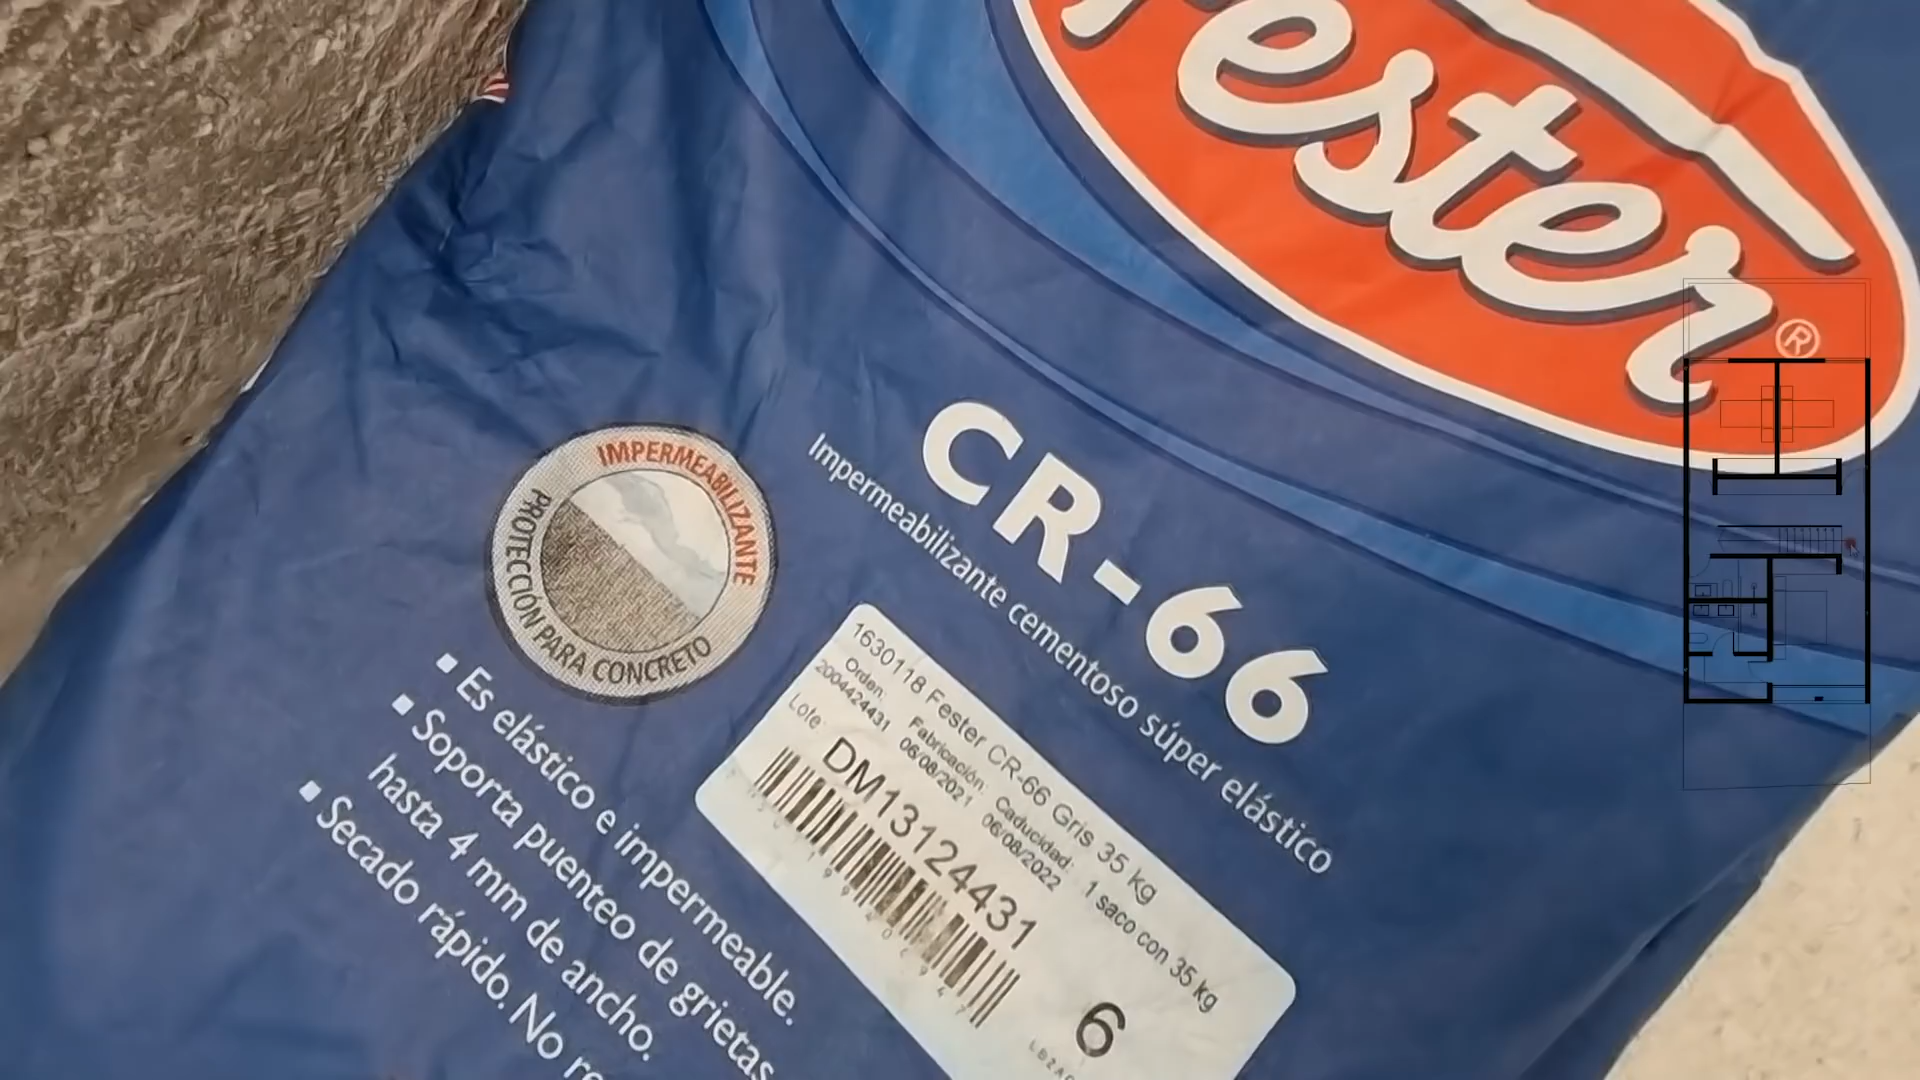 Fester®
CR-66
Impermeabilizante cementoso súper elástico
IMPERMEABILIZANTE
PROTECCIÓN PARA CONCRETO
▪ Es elástico e impermeable.
▪ Soporta puenteo de grietas
hasta 4 mm de ancho.
▪ Secado rápido. No
1630118 Fester CR-66 Gris 35 kg
Orden: Fabricación: Caducidad: 1 saco con 35 kg
2004424431 06/08/2021 06/08/2022
Lote:
DM13124431
6